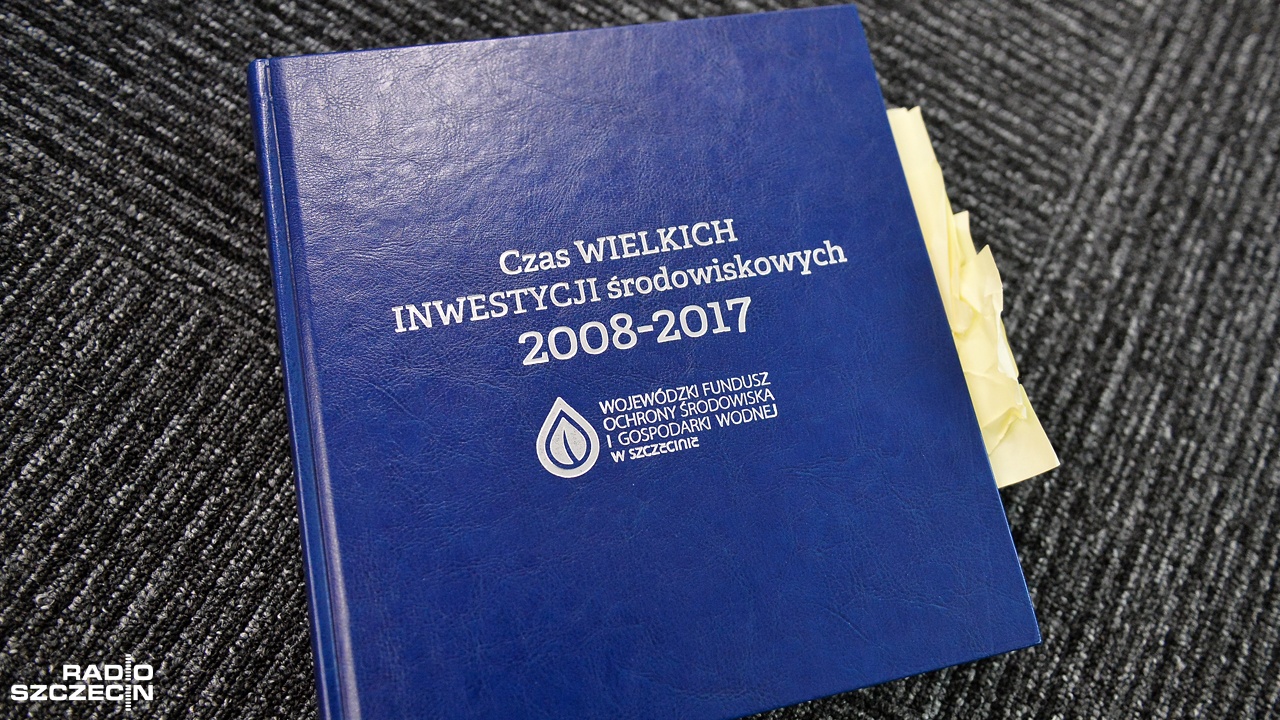 Czas WIELKICH
INWESTYCJI środowiskowych
2008-2017
WOJEWÓDZKI FUNDUSZ
OCHRONY ŚRODOWISKA
I GOSPODARKI WODNEJ
W SZCZECINIE
RADIO
SZCZECIN